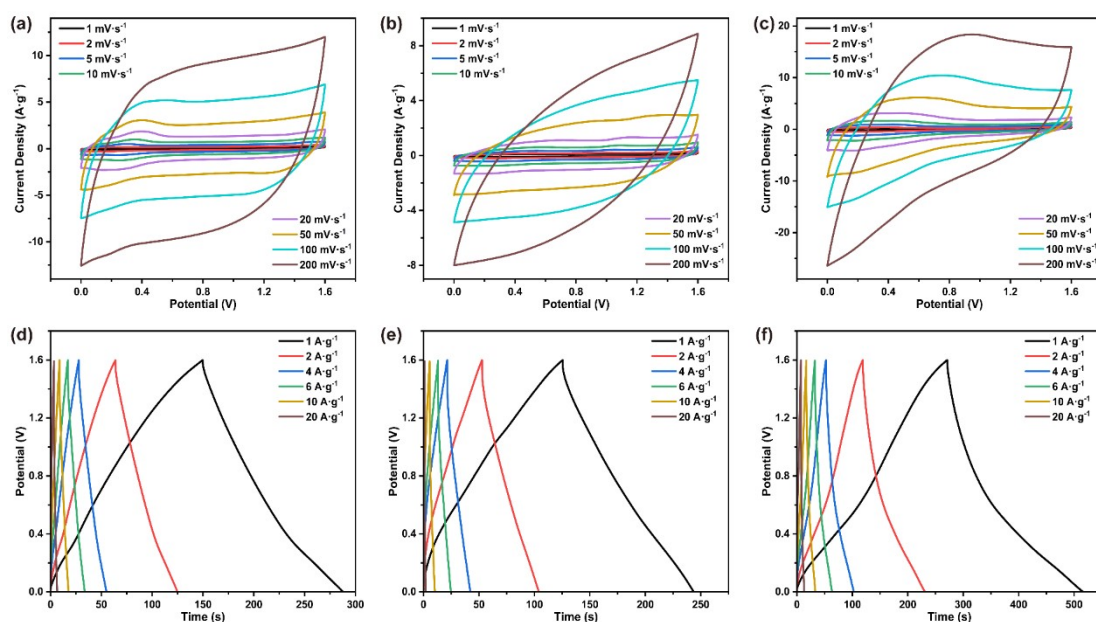 (a)
1 mV·s⁻¹
2 mV·s⁻¹
5 mV·s⁻¹
10 mV·s⁻¹
20 mV·s⁻¹
50 mV·s⁻¹
100 mV·s⁻¹
200 mV·s⁻¹
Current Density (A·g⁻¹)
10
5
0
-5
-10
0.0 0.4 0.8 1.2 1.6
Potential (V)
(b)
1 mV·s⁻¹
2 mV·s⁻¹
5 mV·s⁻¹
10 mV·s⁻¹
20 mV·s⁻¹
50 mV·s⁻¹
100 mV·s⁻¹
200 mV·s⁻¹
Current Density (A·g⁻¹)
8
4
0
-4
-8
0.0 0.4 0.8 1.2 1.6
Potential (V)
(c)
1 mV·s⁻¹
2 mV·s⁻¹
5 mV·s⁻¹
10 mV·s⁻¹
20 mV·s⁻¹
50 mV·s⁻¹
100 mV·s⁻¹
200 mV·s⁻¹
Current Density (A·g⁻¹)
20
10
0
-10
-20
0.0 0.4 0.8 1.2 1.6
Potential (V)
(d)
1 A·g⁻¹
2 A·g⁻¹
4 A·g⁻¹
6 A·g⁻¹
10 A·g⁻¹
20 A·g⁻¹
Potential (V)
2.0
1.6
1.2
0.8
0.4
0.0
0 50 100 150 200 250 300
Time (s)
(e)
1 A·g⁻¹
2 A·g⁻¹
4 A·g⁻¹
6 A·g⁻¹
10 A·g⁻¹
20 A·g⁻¹
Potential (V)
2.0
1.6
1.2
0.8
0.4
0.0
0 50 100 150 200 250
Time (s)
(f)
1 A·g⁻¹
2 A·g⁻¹
4 A·g⁻¹
6 A·g⁻¹
10 A·g⁻¹
20 A·g⁻¹
Potential (V)
2.0
1.6
1.2
0.8
0.4
0.0
0 100 200 300 400 500
Time (s)